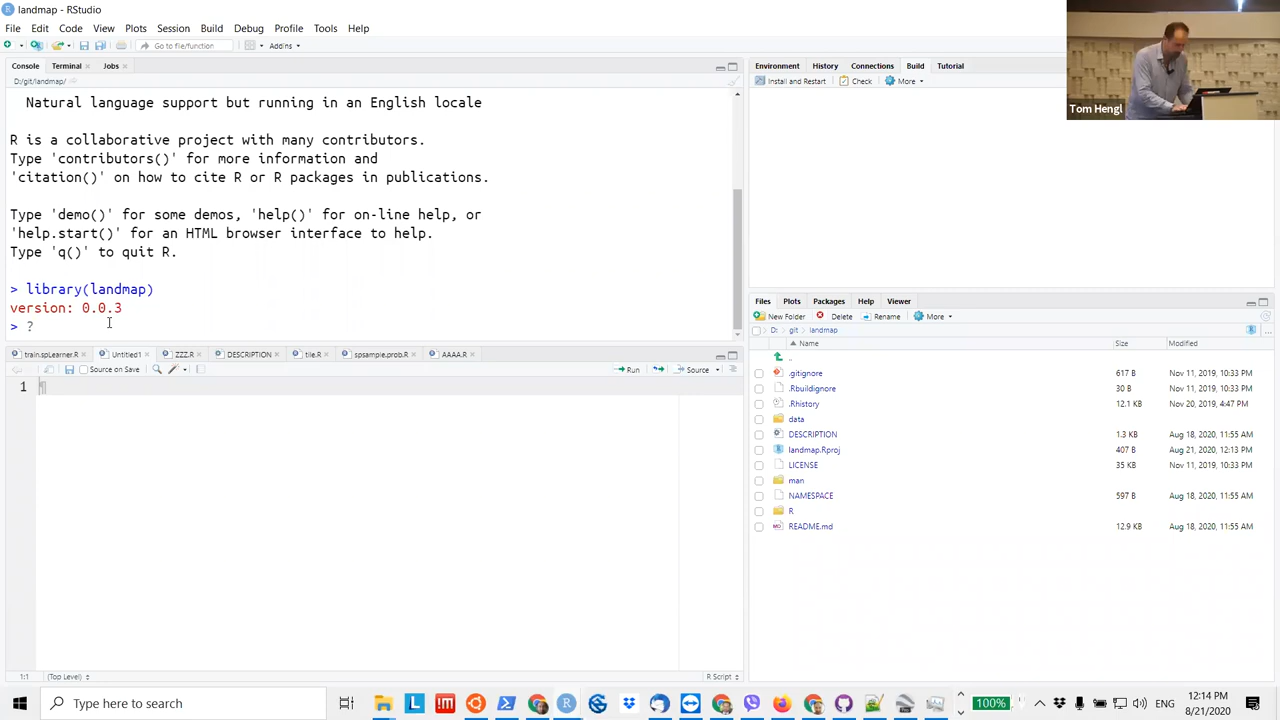 landmap - RStudio
File Edit Code View Plots Session Build Debug Profile Tools Help
Go to file/function Addins
Console Terminal Jobs
D:/git/landmap/
Natural language support but running in an English locale
R is a collaborative project with many contributors.
Type 'contributors()' for more information and
'citation()' on how to cite R or R packages in publications.
Type 'demo()' for some demos, 'help()' for on-line help, or
'help.start()' for an HTML browser interface to help.
Type 'q()' to quit R.
> library(landmap)
version: 0.0.3
> ?
train.spLearner.R Untitled1 ZZZ.R DESCRIPTION tile.R spsample.prob.R AAAA.R
Source on Save Run Source
1
1:1 (Top Level) R Script
Environment History Connections Build Tutorial
Install and Restart Check More
Tom Hengl
Files Plots Packages Help Viewer
New Folder Delete Rename More
D: git landmap
Name Size Modified
..
.gitignore 617 B Nov 11, 2019, 10:33 PM
.Rbuildignore 30 B Nov 11, 2019, 10:33 PM
.Rhistory 12.1 KB Nov 20, 2019, 4:47 PM
data
DESCRIPTION 1.3 KB Aug 18, 2020, 11:55 AM
landmap.Rproj 407 B Aug 21, 2020, 12:13 PM
LICENSE 35 KB Nov 11, 2019, 10:33 PM
man
NAMESPACE 597 B Aug 18, 2020, 11:55 AM
R
README.md 12.9 KB Aug 18, 2020, 11:55 AM
Type here to search
100%
12:14 PM
8/21/2020